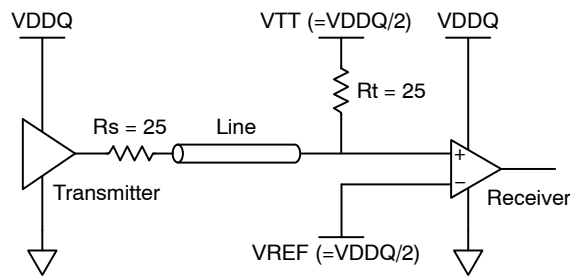 VDDQ
VTT (=VDDQ/2)
VDDQ
Rt = 25
Rs = 25
Line
+
−
Transmitter
Receiver
VREF (=VDDQ/2)